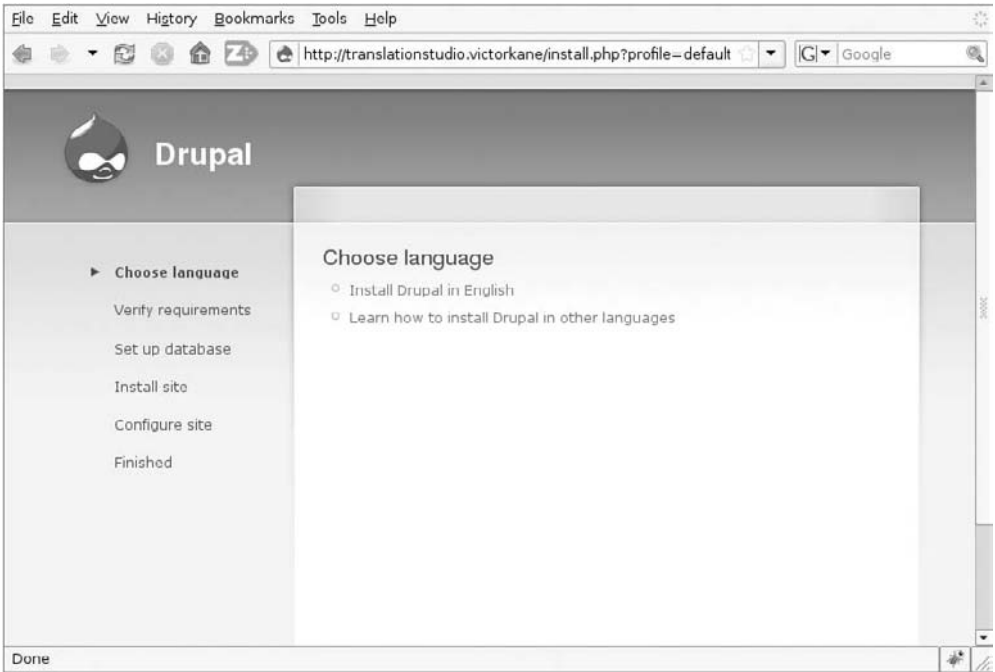 File Edit View History Bookmarks Tools Help
http://translationstudio.victorkane/install.php?profile=default
G Google
Drupal
Choose language
Verify requirements
Set up database
Install site
Configure site
Finished
Choose language
Install Drupal in English
Learn how to install Drupal in other languages
Done